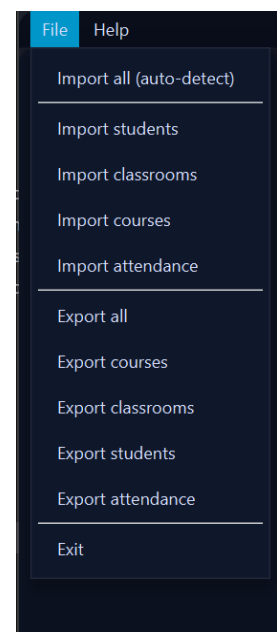 File Help
Import all (auto-detect)
Import students
Import classrooms
Import courses
Import attendance
Export all
Export courses
Export classrooms
Export students
Export attendance
Exit